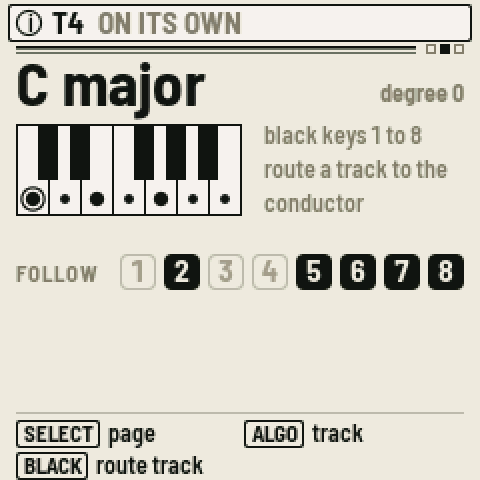 ⓘ T4 ON ITS OWN
C major
degree 0
black keys 1 to 8
route a track to the
conductor
FOLLOW 1 2 3 4 5 6 7 8
SELECT page ALGO track
BLACK route track